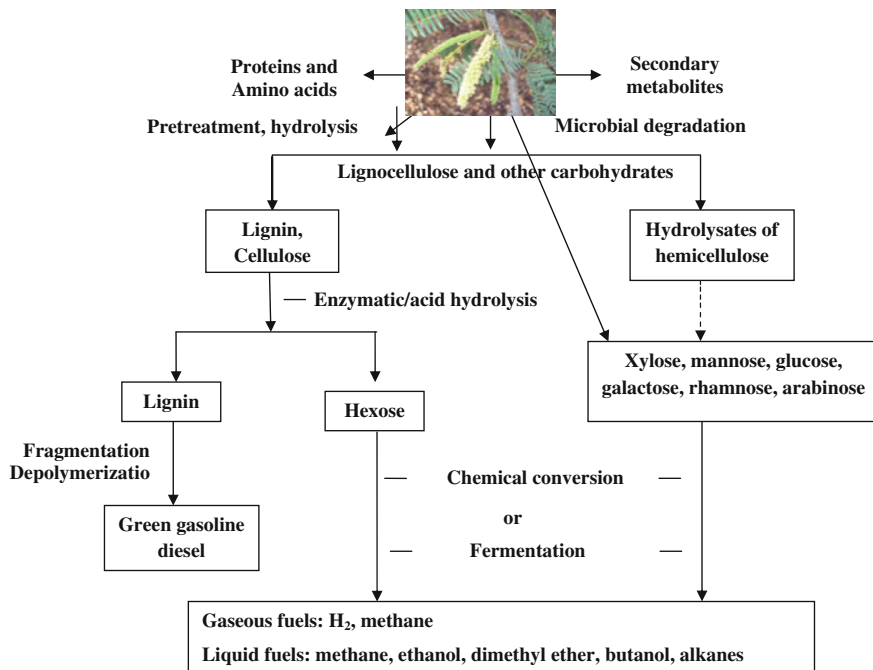 Proteins and
Amino acids
Secondary
metabolites
Pretreatment, hydrolysis
Microbial degradation
Lignocellulose and other carbohydrates
Lignin,
Cellulose
Hydrolysates of
hemicellulose
Enzymatic/acid hydrolysis
Xylose, mannose, glucose,
galactose, rhamnose, arabinose
Lignin
Hexose
Fragmentation
Depolymerizatio
Chemical conversion
or
Fermentation
Green gasoline
diesel
Gaseous fuels: H₂, methane
Liquid fuels: methane, ethanol, dimethyl ether, butanol, alkanes